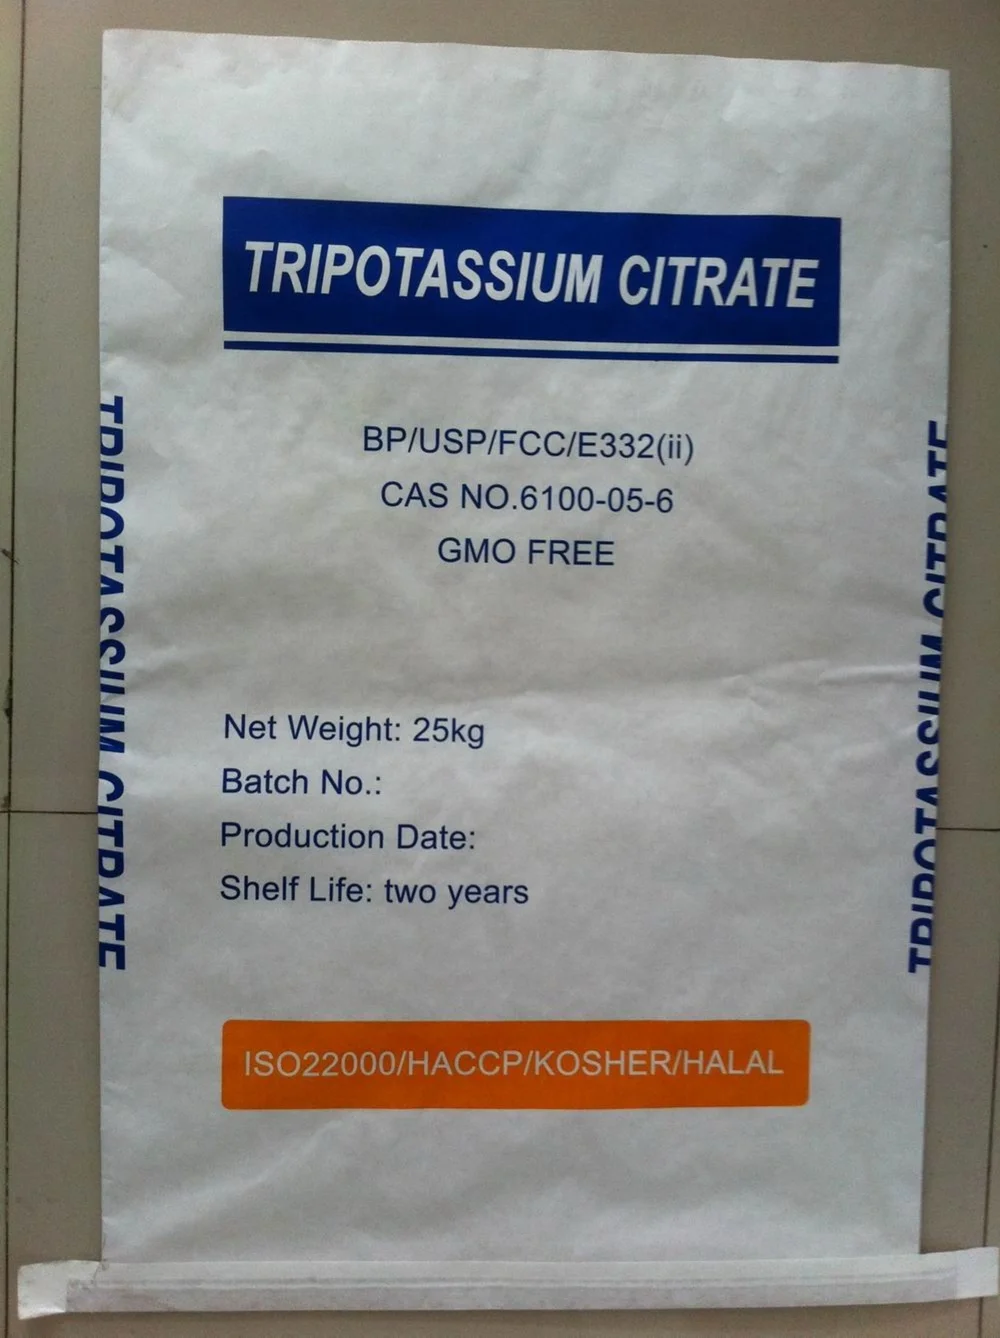 TRIPOTASSIUM CITRATE
BP/USP/FCC/E332(ii)
CAS NO.6100-05-6
GMO FREE
Net Weight: 25kg
Batch No.:
Production Date:
Shelf Life: two years
ISO22000/HACCP/KOSHER/HALAL
TRIPOTASSIUM CITRATE
TRIPOTASSIUM CITRATE